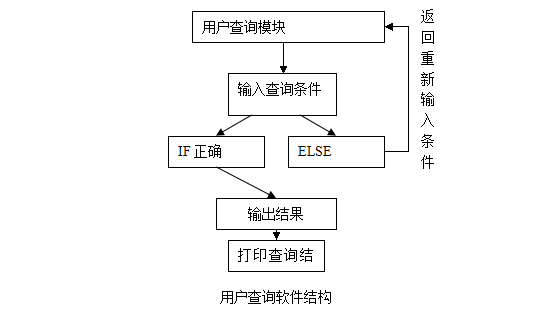 用户查询模块
输入查询条件
IF 正确
ELSE
返回重新输入条件
输出结果
打印查询结
用户查询软件结构